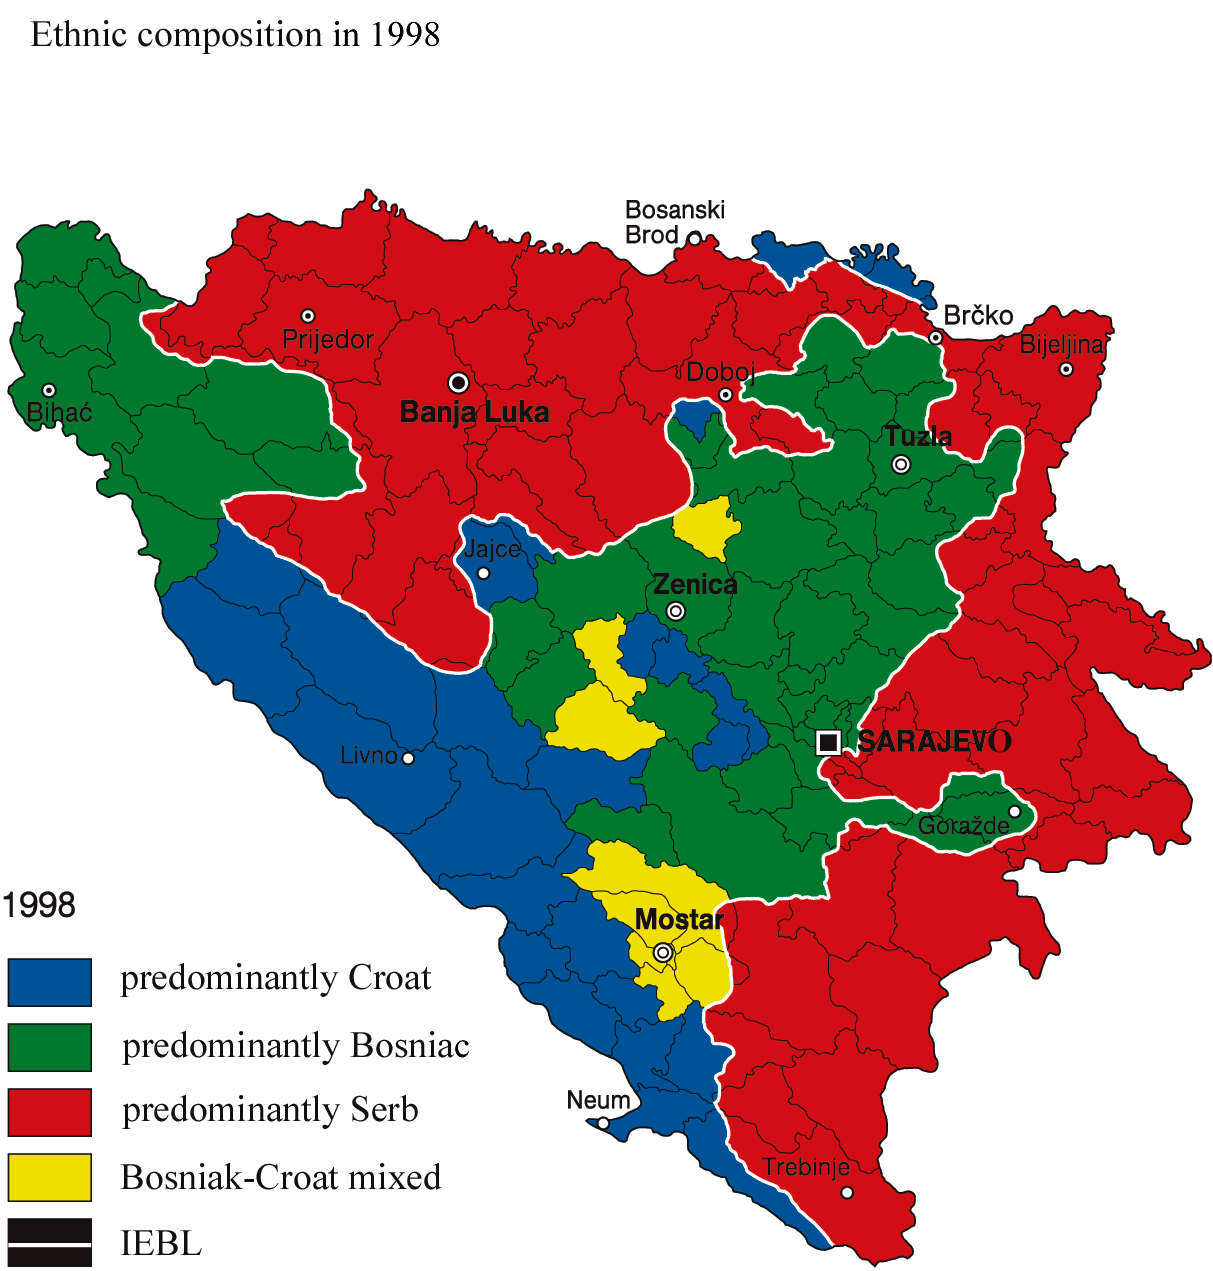 Ethnic composition in 1998
Bosanski
Brod
Brčko
Bijeljina
Prijedor
Doboj
Banja Luka
Bihać
Tuzla
Jajce
Zenica
SARAJEVO
Livno
Goražde
Mostar
Neum
Trebinje
1998
predominantly Croat
predominantly Bosniac
predominantly Serb
Bosniak-Croat mixed
IEBL